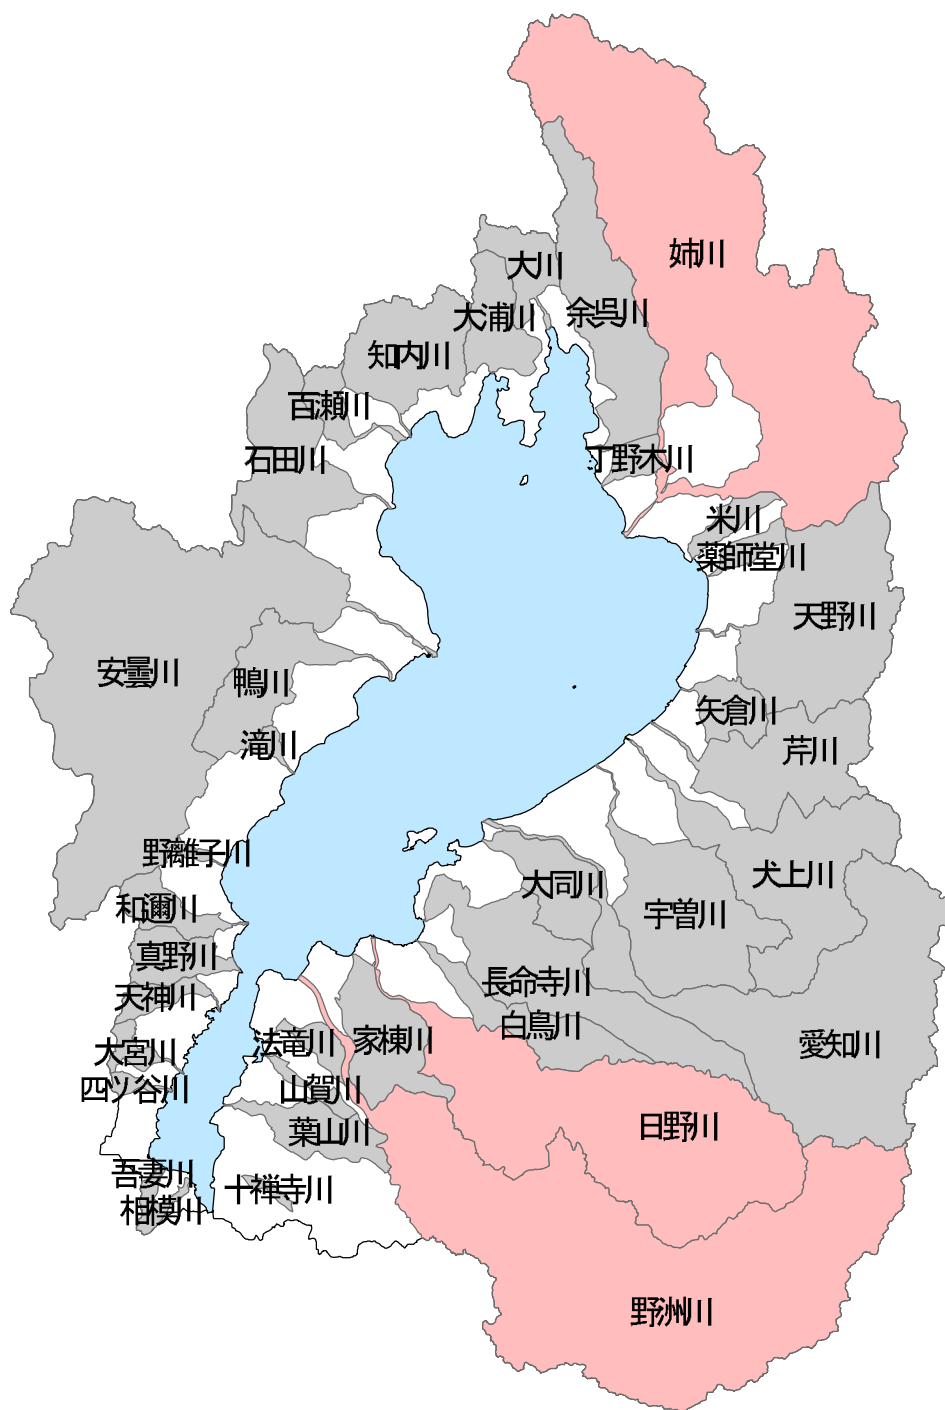 姉川
大川
余呉川
大浦川
知内川
百瀬川
石田川
丁野木川
米川
薬師堂川
天野川
安曇川
鴨川
矢倉川
滝川
芹川
野離子川
犬上川
大同川
和邇川
宇曽川
真野川
長命寺川
天神川
白鳥川
法竜川
家棟川
愛知川
大宮川
四ツ谷川
山賀川
日野川
葉山川
吾妻川
十禅寺川
相模川
野洲川